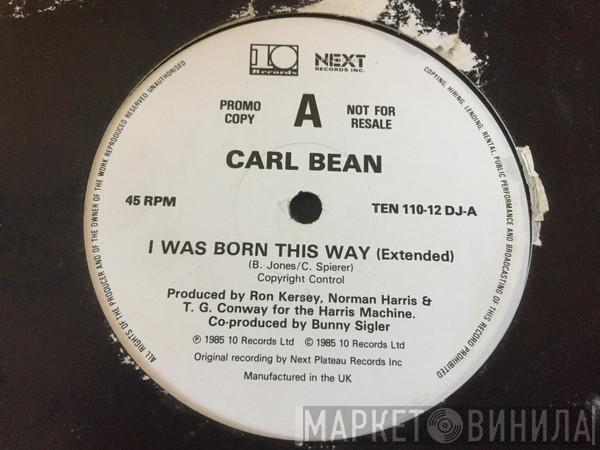 10 Records
NEXT RECORDS INC.
PROMO COPY
A
NOT FOR RESALE
CARL BEAN
45 RPM
TEN 110-12 DJ-A
I WAS BORN THIS WAY (Extended)
(B. Jones/C. Spierer)
Copyright Control
Produced by Ron Kersey, Norman Harris &
T. G. Conway for the Harris Machine.
Co-produced by Bunny Sigler
℗ 1985 10 Records Ltd © 1985 10 Records Ltd
Original recording by Next Plateau Records Inc
Manufactured in the UK
ALL RIGHTS OF THE PRODUCER AND OF THE OWNER OF THE WORK REPRODUCED RESERVED. UNAUTHORISED
COPYING, HIRING, LENDING, RENTAL, PUBLIC PERFORMANCE AND BROADCASTING OF THIS RECORD PROHIBITED
МАРКЕТ ВИНИЛА